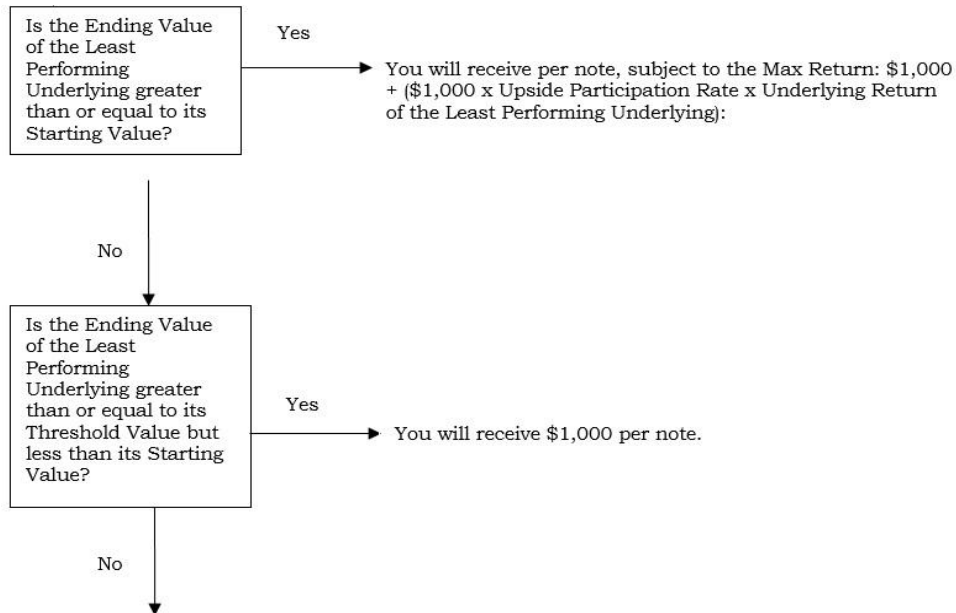 Is the Ending Value
of the Least
Performing
Underlying greater
than or equal to its
Starting Value?
Yes
You will receive per note, subject to the Max Return: $1,000
+ ($1,000 x Upside Participation Rate x Underlying Return
of the Least Performing Underlying):
No
Is the Ending Value
of the Least
Performing
Underlying greater
than or equal to its
Threshold Value but
less than its Starting
Value?
Yes
You will receive $1,000 per note.
No